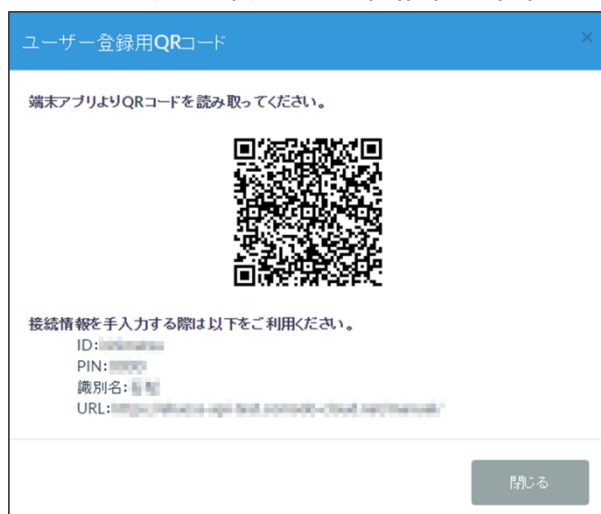 ユーザー登録用QRコード
×
端末アプリよりQRコードを読み取ってください。
接続情報を手入力する際は以下をご利用ください。
ID:
PIN:
識別名:
URL:
閉じる